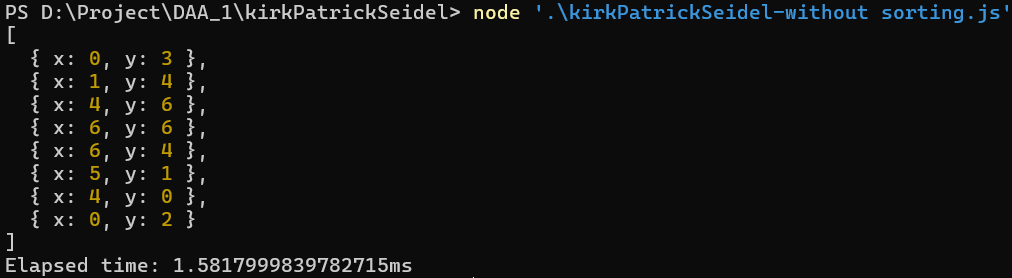 PS D:\Project\DAA_1\kirkPatrickSeidel> node '.\kirkPatrickSeidel-without sorting.js'
[
  { x: 0, y: 3 },
  { x: 1, y: 4 },
  { x: 4, y: 6 },
  { x: 6, y: 6 },
  { x: 6, y: 4 },
  { x: 5, y: 1 },
  { x: 4, y: 0 },
  { x: 0, y: 2 }
]
Elapsed time: 1.5817999839782715ms